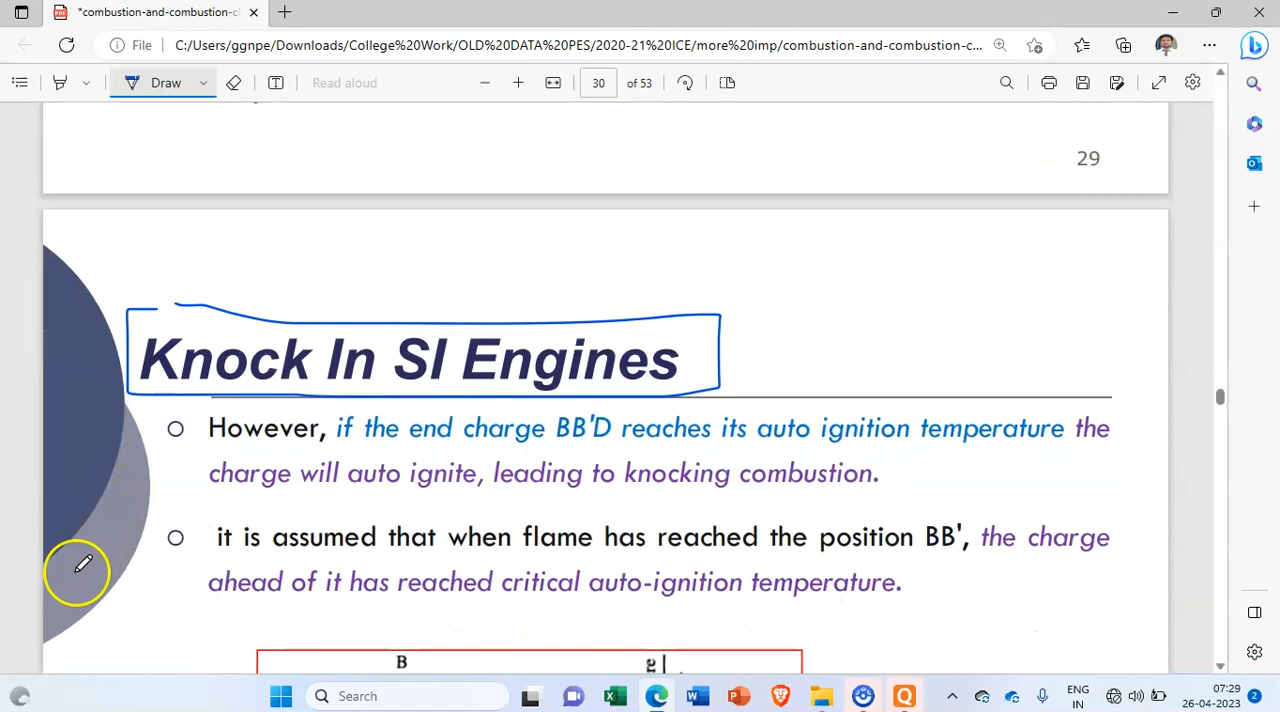 *combustion-and-combustion-cl
File
C:/Users/ggnpe/Downloads/College%20Work/OLD%20DATA%20PES/2020-21%20ICE/more%20imp/combustion-and-combustion-c...
Draw
Read aloud
30
of 53
29
Knock In SI Engines
However, if the end charge BB'D reaches its auto ignition temperature the
charge will auto ignite, leading to knocking combustion.
it is assumed that when flame has reached the position BB', the charge
ahead of it has reached critical auto-ignition temperature.
B
Search
ENG
IN
07:29
26-04-2023
2